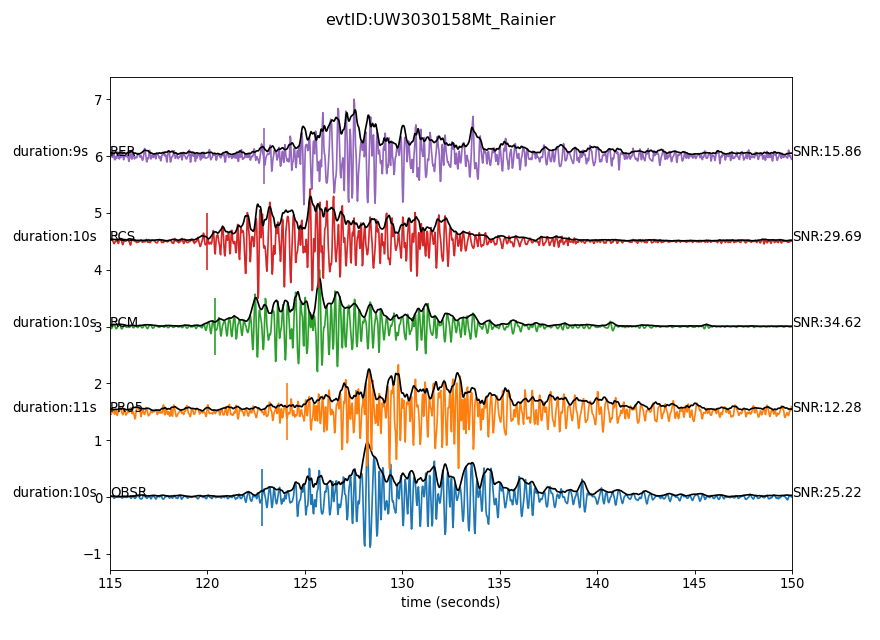 evtID:UW3030158Mt_Rainier
7
duration:9s RER SNR:15.86
6
5
duration:10s RCS SNR:29.69
4
duration:10s RCM SNR:34.62
3
2
duration:11s PR05 SNR:12.28
1
duration:10s OBSR SNR:25.22
0
−1
115 120 125 130 135 140 145 150
time (seconds)